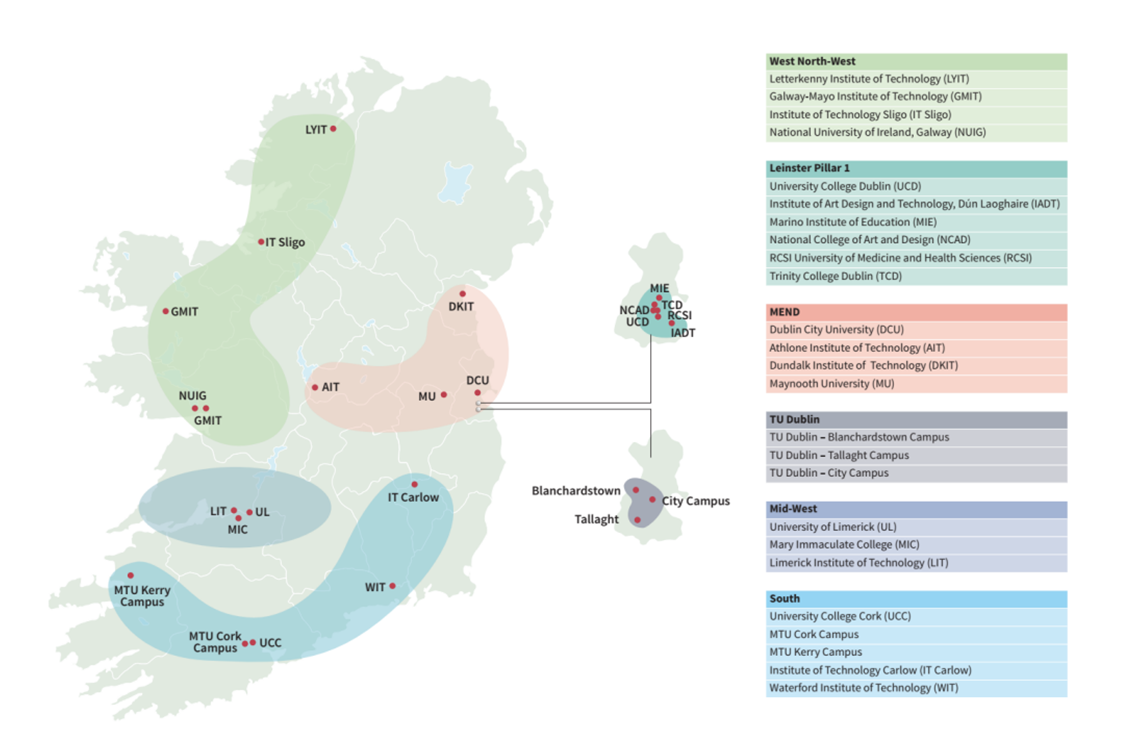 LYIT
IT Sligo
GMIT
DKIT
NUIG
GMIT
AIT
MU
DCU
LIT
UL
MIC
IT Carlow
MTU Kerry
Campus
WIT
MTU Cork
Campus
UCC
MIE
NCAD
TCD
RCSI
UCD
IADT
Blanchardstown
City Campus
Tallaght
West North-West
Letterkenny Institute of Technology (LYIT)
Galway-Mayo Institute of Technology (GMIT)
Institute of Technology Sligo (IT Sligo)
National University of Ireland, Galway (NUIG)
Leinster Pillar 1
University College Dublin (UCD)
Institute of Art Design and Technology, Dún Laoghaire (IADT)
Marino Institute of Education (MIE)
National College of Art and Design (NCAD)
RCSI University of Medicine and Health Sciences (RCSI)
Trinity College Dublin (TCD)
MEND
Dublin City University (DCU)
Athlone Institute of Technology (AIT)
Dundalk Institute of Technology (DKIT)
Maynooth University (MU)
TU Dublin
TU Dublin – Blanchardstown Campus
TU Dublin – Tallaght Campus
TU Dublin – City Campus
Mid-West
University of Limerick (UL)
Mary Immaculate College (MIC)
Limerick Institute of Technology (LIT)
South
University College Cork (UCC)
MTU Cork Campus
MTU Kerry Campus
Institute of Technology Carlow (IT Carlow)
Waterford Institute of Technology (WIT)